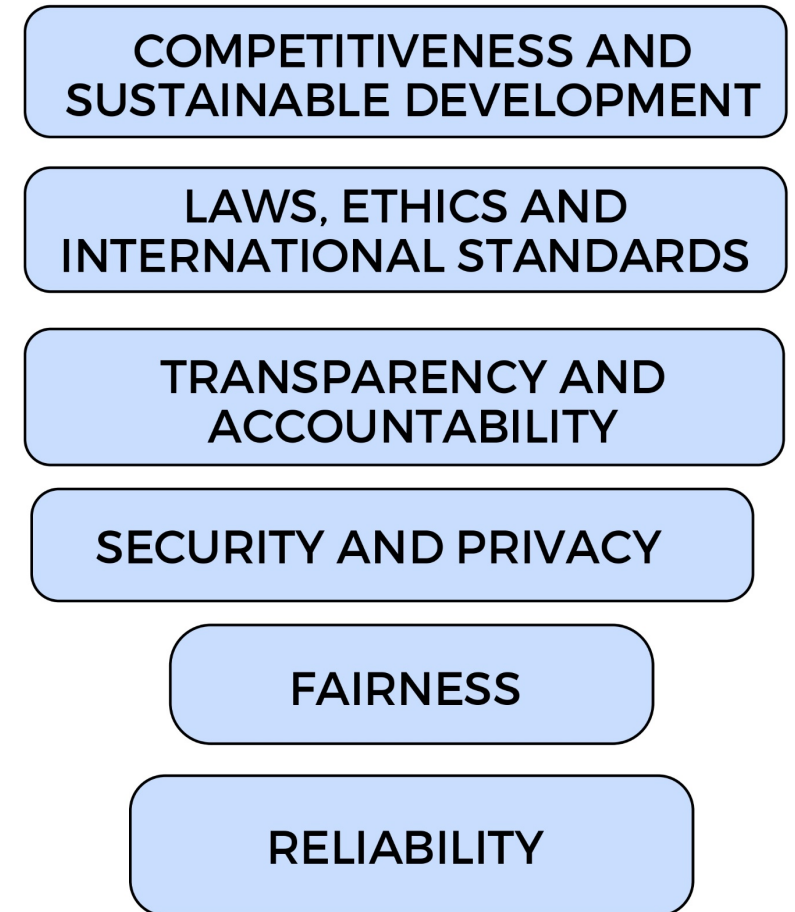 COMPETITIVENESS AND
SUSTAINABLE DEVELOPMENT
LAWS, ETHICS AND
INTERNATIONAL STANDARDS
TRANSPARENCY AND
ACCOUNTABILITY
SECURITY AND PRIVACY
FAIRNESS
RELIABILITY